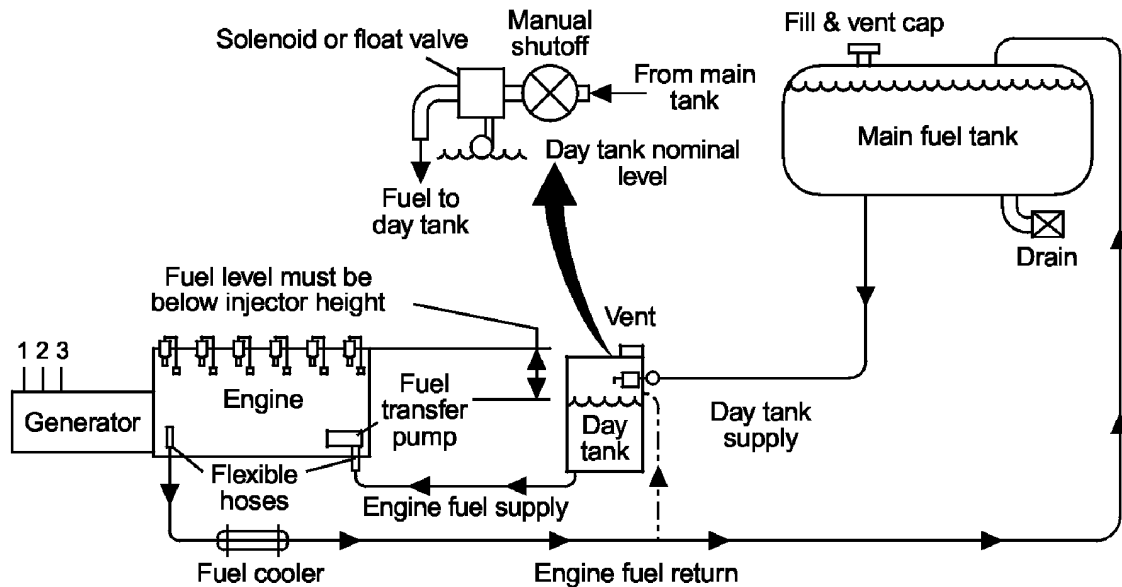 Solenoid or float valve
Manual
shutoff
From main
tank
Fill & vent cap
Main fuel tank
Day tank nominal
level
Fuel to
day tank
Drain
Fuel level must be
below injector height
Vent
1 2 3
Engine
Generator
Fuel
transfer
pump
Day
tank
Day tank
supply
Flexible
hoses
Engine fuel supply
Fuel cooler
Engine fuel return